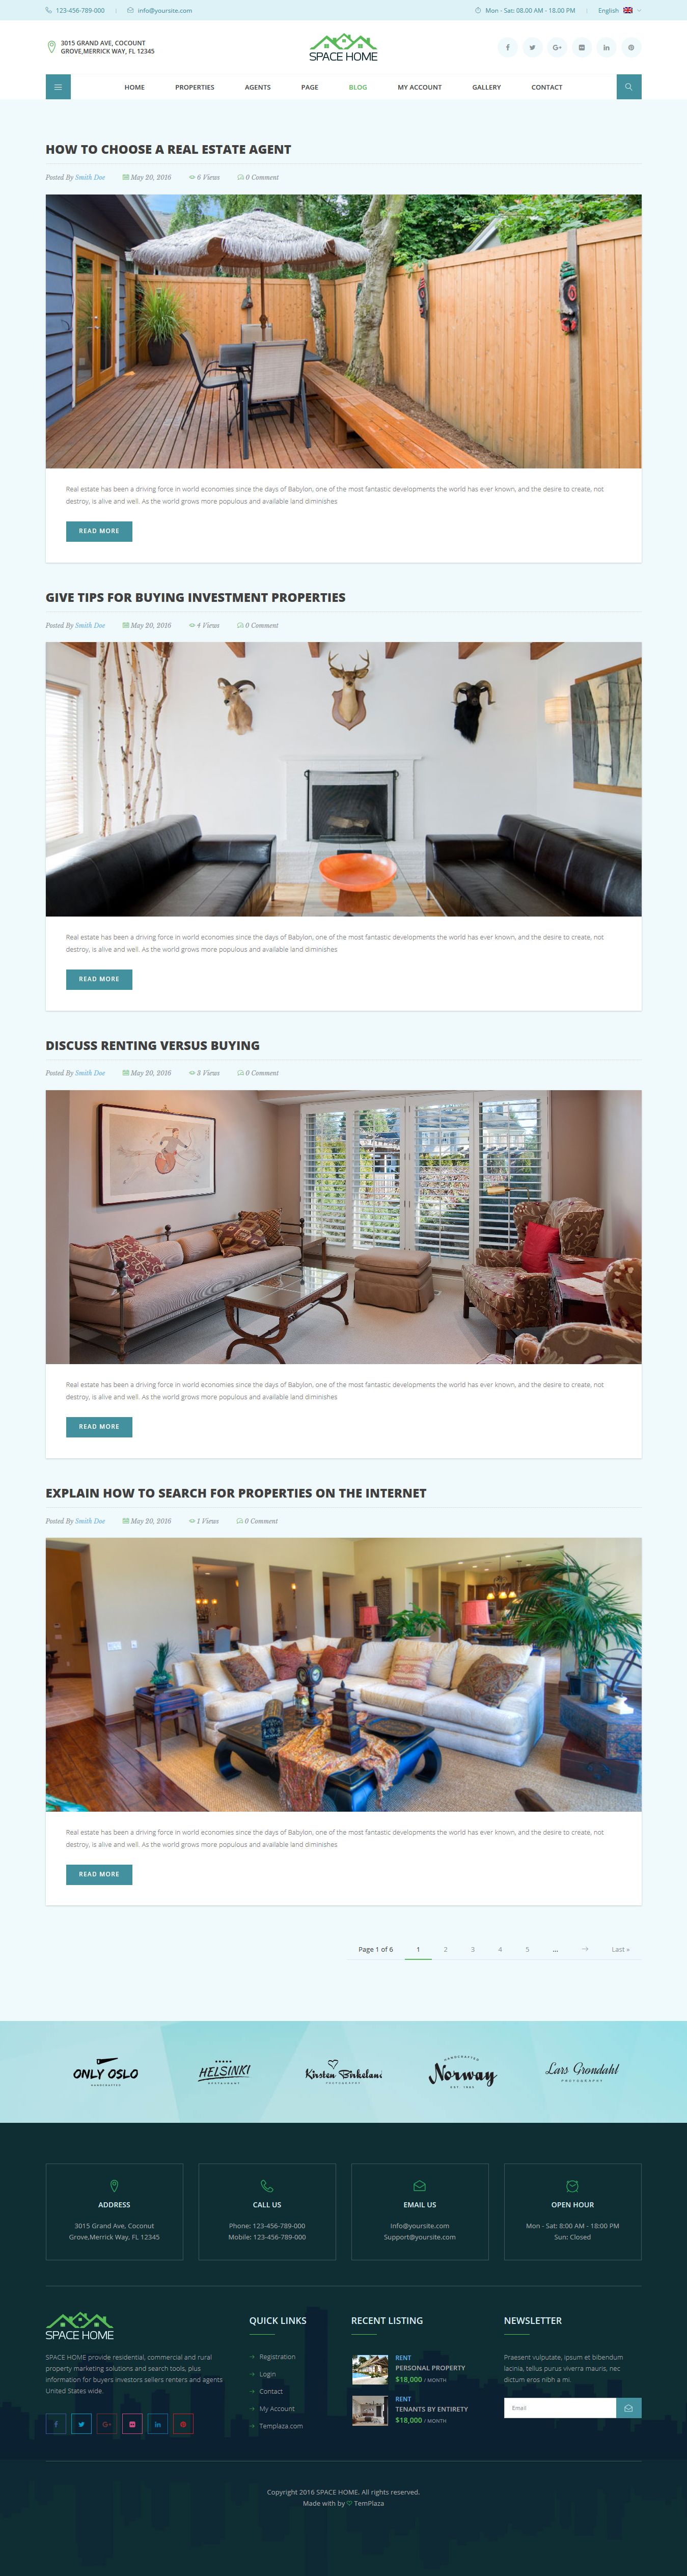 123-456-789-000 | info@yoursite.com
Mon - Sat: 08.00 AM - 18.00 PM | English
3015 GRAND AVE, COCOUNT
GROVE,MERRICK WAY, FL 12345
SPACE HOME
HOME PROPERTIES AGENTS PAGE BLOG MY ACCOUNT GALLERY CONTACT
HOW TO CHOOSE A REAL ESTATE AGENT
Posted By Smith Doe May 20, 2016 6 Views 0 Comment
Real estate has been a driving force in world economies since the days of Babylon, one of the most fantastic developments the world has ever known, and the desire to create, not
destroy, is alive and well. As the world grows more populous and available land diminishes
READ MORE
GIVE TIPS FOR BUYING INVESTMENT PROPERTIES
Posted By Smith Doe May 20, 2016 4 Views 0 Comment
Real estate has been a driving force in world economies since the days of Babylon, one of the most fantastic developments the world has ever known, and the desire to create, not
destroy, is alive and well. As the world grows more populous and available land diminishes
READ MORE
DISCUSS RENTING VERSUS BUYING
Posted By Smith Doe May 20, 2016 3 Views 0 Comment
Real estate has been a driving force in world economies since the days of Babylon, one of the most fantastic developments the world has ever known, and the desire to create, not
destroy, is alive and well. As the world grows more populous and available land diminishes
READ MORE
EXPLAIN HOW TO SEARCH FOR PROPERTIES ON THE INTERNET
Posted By Smith Doe May 20, 2016 1 Views 0 Comment
Real estate has been a driving force in world economies since the days of Babylon, one of the most fantastic developments the world has ever known, and the desire to create, not
destroy, is alive and well. As the world grows more populous and available land diminishes
READ MORE
Page 1 of 6 1 2 3 4 5 ... → Last »
ONLY OSLO
HANDCRAFTED
HELSINKI
RESTAURANT
Kirsten Birkeland
PHOTOGRAPHY
HANDCRAFTED
Norway
EST. 1985
Lars Grondahl
PHOTOGRAPHY
ADDRESS
3015 Grand Ave, Coconut
Grove,Merrick Way, FL 12345
CALL US
Phone: 123-456-789-000
Mobile: 123-456-789-000
EMAIL US
Info@yoursite.com
Support@yoursite.com
OPEN HOUR
Mon - Sat: 8:00 AM - 18:00 PM
Sun: Closed
SPACE HOME
SPACE HOME provide residential, commercial and rural
property marketing solutions and search tools, plus
information for buyers investors sellers renters and agents
United States wide.
QUICK LINKS
Registration
Login
Contact
My Account
Templaza.com
RECENT LISTING
RENT
PERSONAL PROPERTY
$18,000 / MONTH
RENT
TENANTS BY ENTIRETY
$18,000 / MONTH
NEWSLETTER
Praesent vulputate, ipsum et bibendum
lacinia, tellus purus viverra mauris, nec
dictum eros nibh a mi.
Email
Copyright 2016 SPACE HOME. All rights reserved.
Made with by ♡ TemPlaza